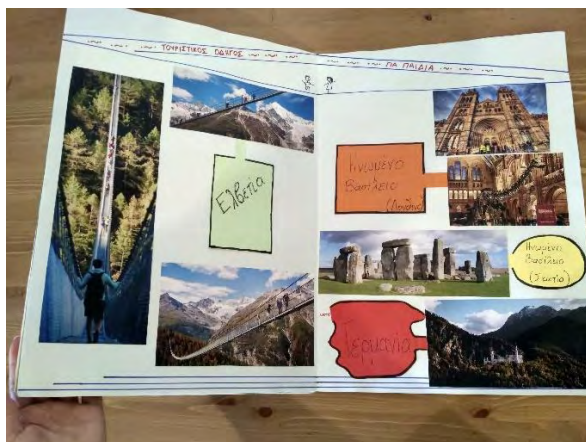 ΤΟΥΡΙΣΤΙΚΟΣ ΟΔΗΓΟΣ
ΓΙΑ ΠΑΙΔΙΑ
Ελβετία
Ηνωμένο
Βασίλειο
(Λονδίνο)
Ηνωμένο
Βασίλειο
Γερμανία